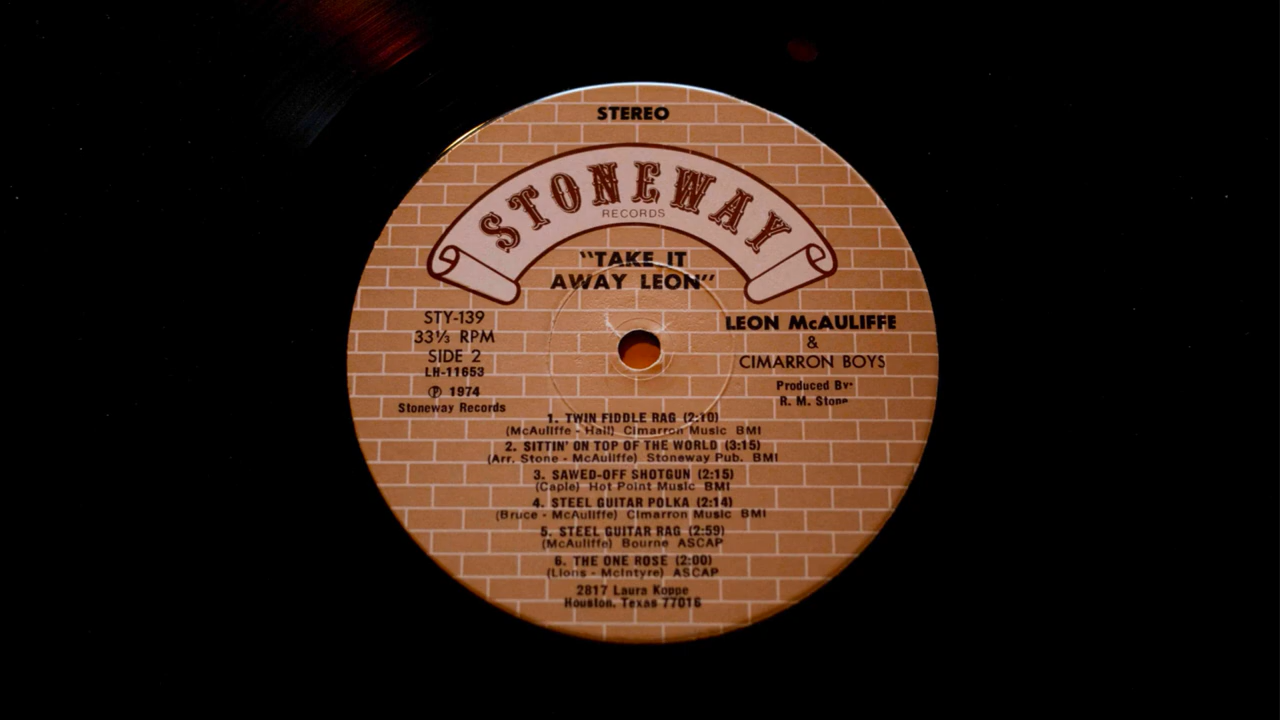 STEREO
STONEWAY
RECORDS
"TAKE IT
AWAY LEON"
STY-139
33⅓ RPM
SIDE 2
LH-11653
℗ 1974
Stoneway Records
LEON McAULIFFE
&
CIMARRON BOYS
Produced By:
R. M. Stone
1. TWIN FIDDLE RAG (2:10)
(McAuliffe - Hall) Cimarron Music BMI
2. SITTIN' ON TOP OF THE WORLD (3:15)
(Arr. Stone - McAuliffe) Stoneway Pub. BMI
3. SAWED-OFF SHOTGUN (2:15)
(Caple) Hot Point Music BMI
4. STEEL GUITAR POLKA (2:14)
(Bruce - McAuliffe) Cimarron Music BMI
5. STEEL GUITAR RAG (2:59)
(McAuliffe) Bourne ASCAP
6. THE ONE ROSE (2:00)
(Lions - McIntyre) ASCAP
2817 Laura Koppe
Houston, Texas 77016